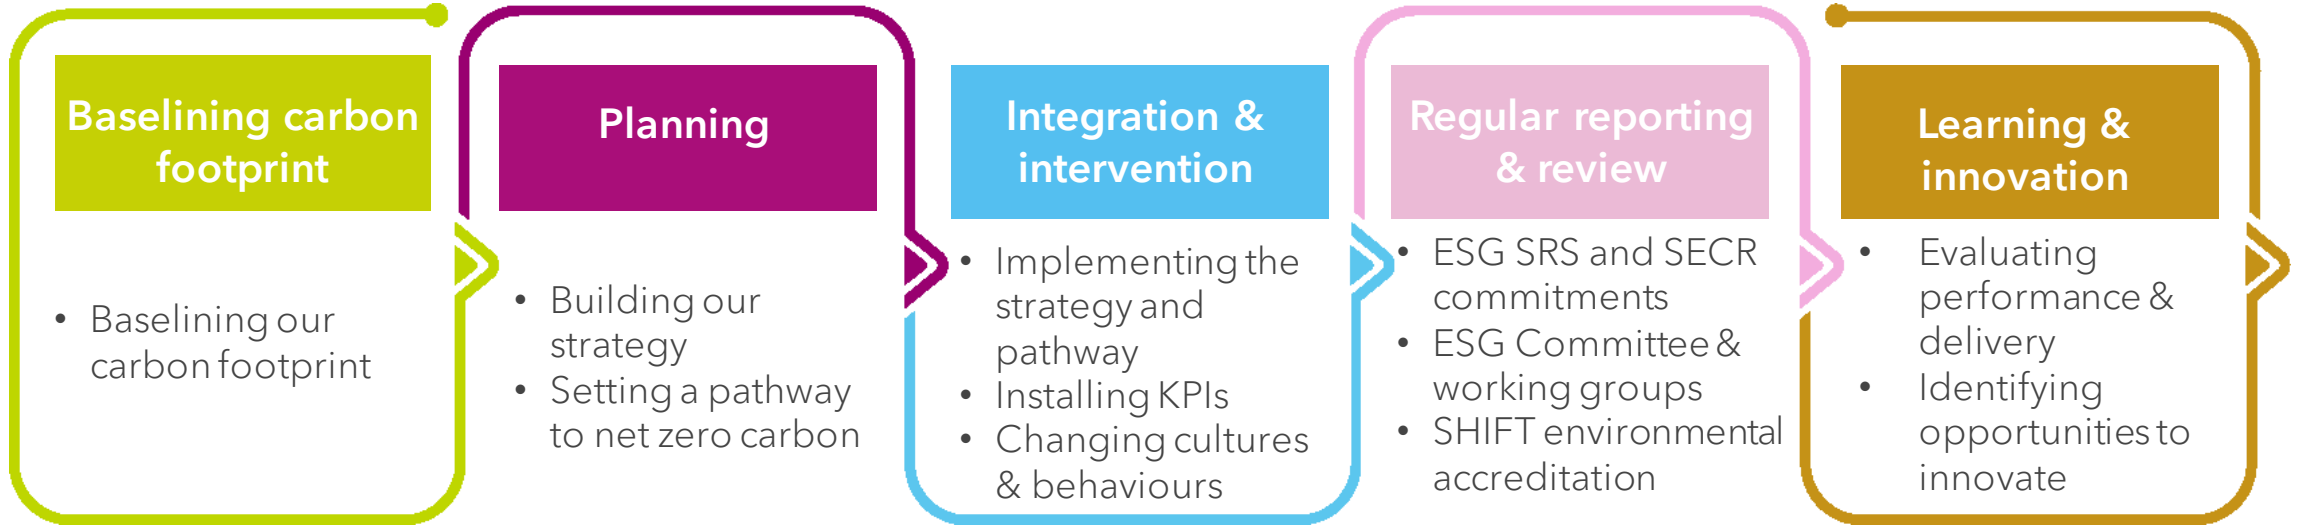 Baselining carbon
footprint
• Baselining our
carbon footprint
Planning
• Building our
strategy
• Setting a pathway
to net zero carbon
Integration &
intervention
• Implementing the
strategy and
pathway
• Installing KPIs
• Changing cultures
& behaviours
Regular reporting
& review
• ESG SRS and SECR
commitments
• ESG Committee &
working groups
• SHIFT environmental
accreditation
Learning &
innovation
• Evaluating
performance &
delivery
• Identifying
opportunities to
innovate